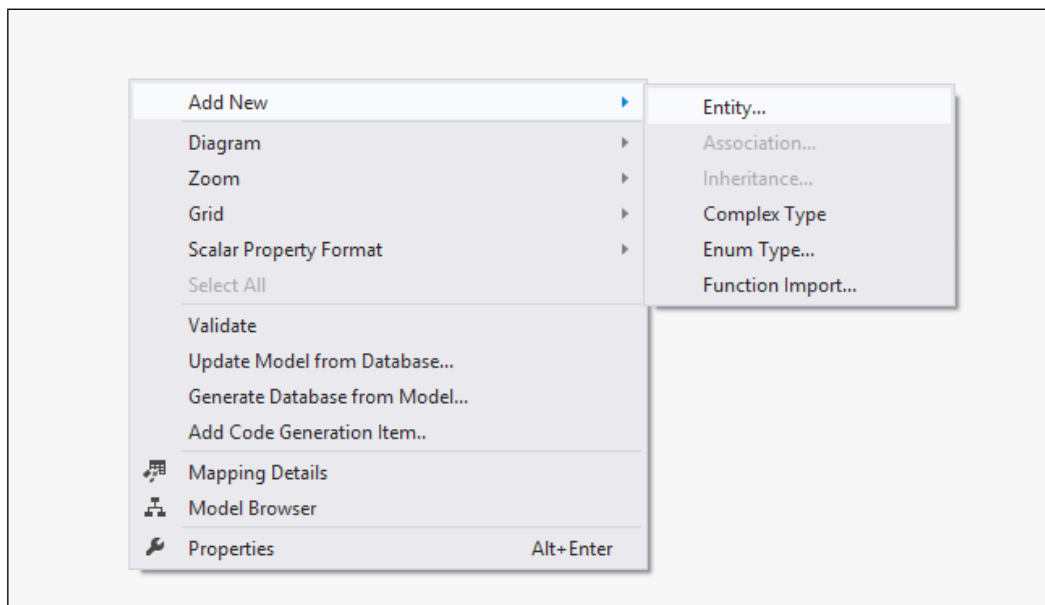 Add New
Diagram
Zoom
Grid
Scalar Property Format
Select All
Validate
Update Model from Database...
Generate Database from Model...
Add Code Generation Item..
Mapping Details
Model Browser
Properties Alt+Enter
Entity...
Association...
Inheritance...
Complex Type
Enum Type...
Function Import...